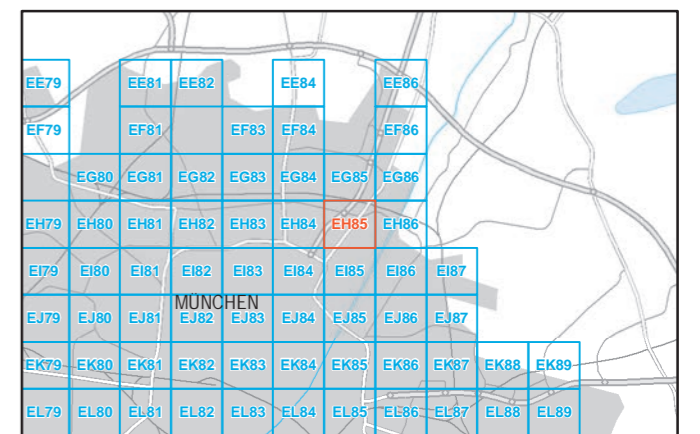 EE79 EE81 EE82 EE84 EE86
EF79 EF81 EF83 EF84 EF86
EG80 EG81 EG82 EG83 EG84 EG85 EG86
EH79 EH80 EH81 EH82 EH83 EH84 EH85 EH86
EI79 EI80 EI81 EI82 EI83 EI84 EI85 EI86 EI87
MÜNCHEN
EJ79 EJ80 EJ81 EJ82 EJ83 EJ84 EJ85 EJ86 EJ87
EK79 EK80 EK81 EK82 EK83 EK84 EK85 EK86 EK87 EK88 EK89
EL79 EL80 EL81 EL82 EL83 EL84 EL85 EL86 EL87 EL88 EL89